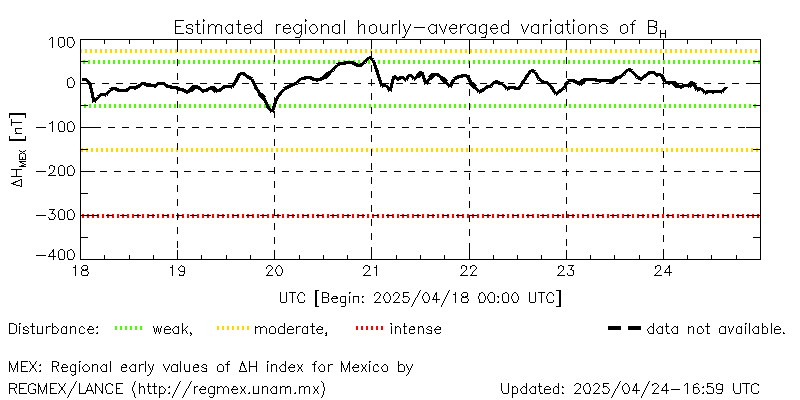 Estimated regional hourly-averaged variations of B_H
100
0
-100
-200
-300
-400
ΔH_MEX [nT]
18 19 20 21 22 23 24
UTC [Begin: 2025/04/18 00:00 UTC]
Disturbance: weak, moderate, intense data not available.
MEX: Regional early values of ΔH index for Mexico by
REGMEX/LANCE (http://regmex.unam.mx) Updated: 2025/04/24-16:59 UTC